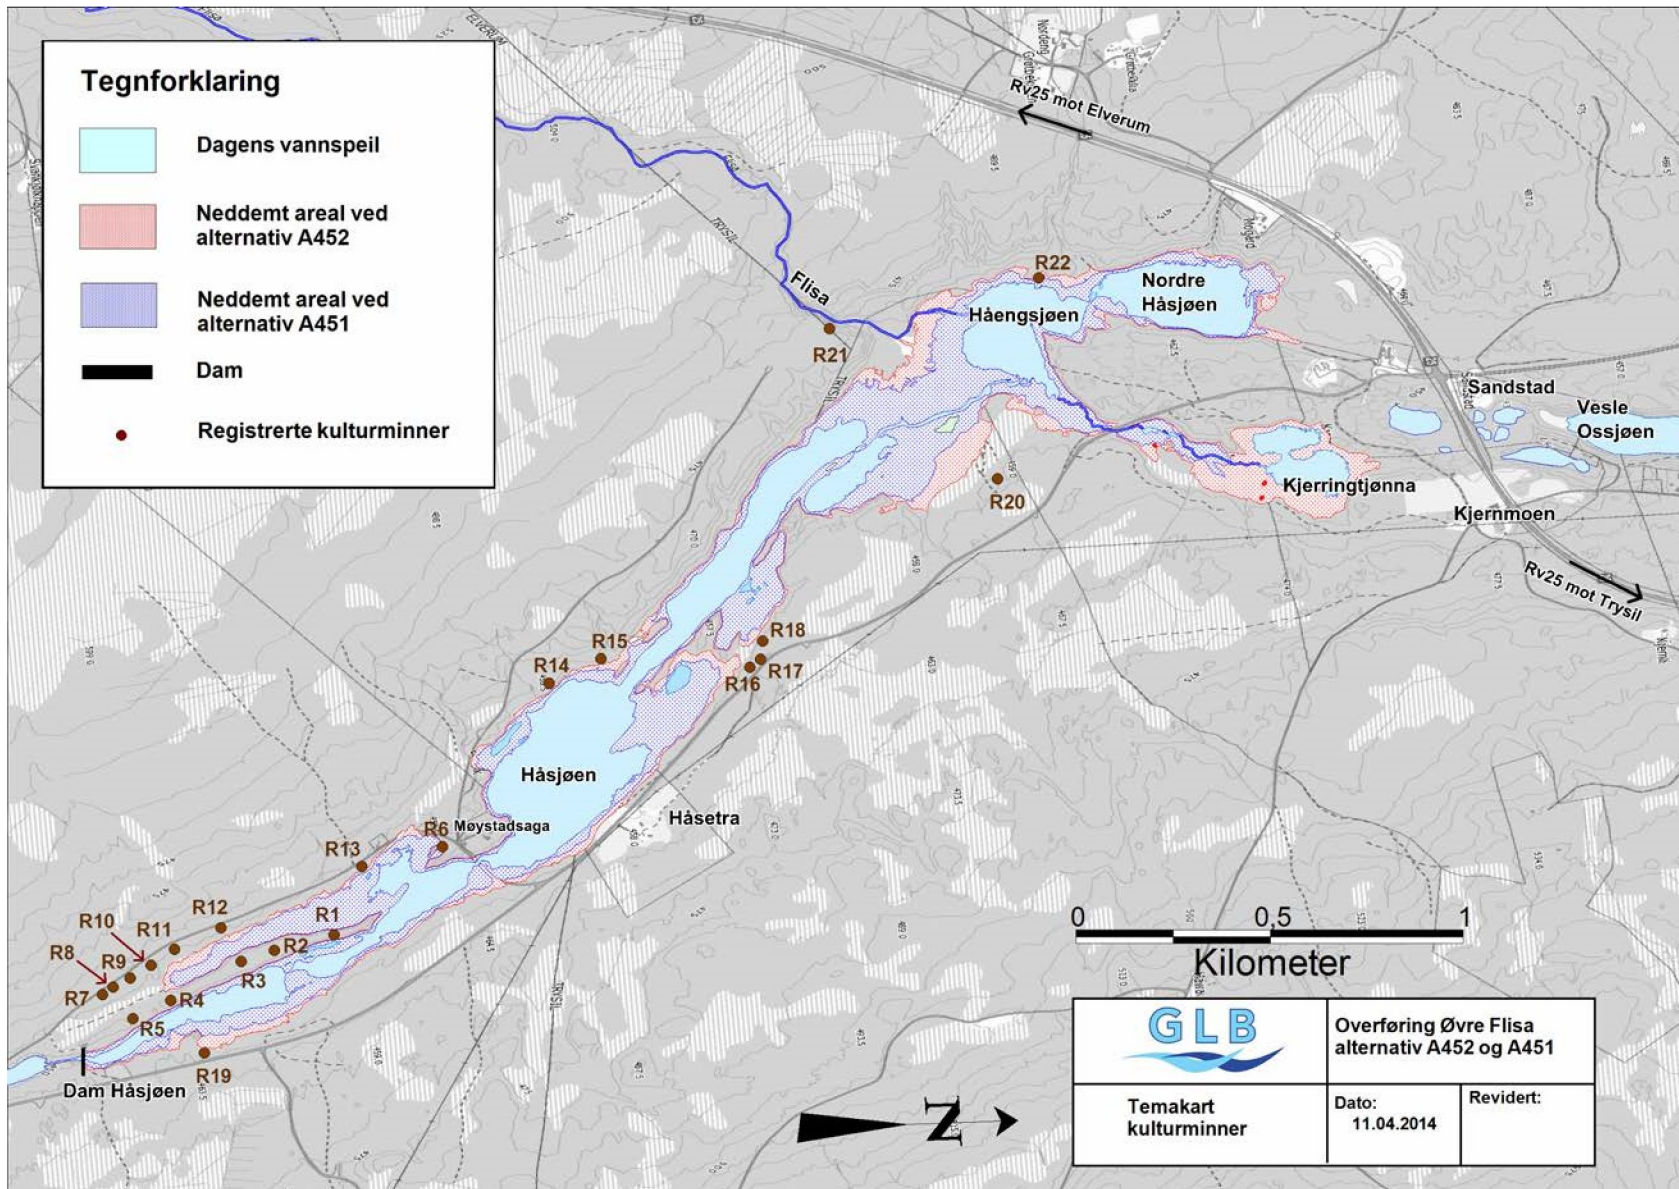 Tegnforklaring
Dagens vannspeil
Neddemt areal ved
alternativ A452
Neddemt areal ved
alternativ A451
Dam
Registrerte kulturminner
ELVERUM
TRYSIL
Flisa
Rv25 mot Elverum
R22
Nordre
Håsjøen
Håengsjøen
R21
TRYSIL
Sandstad
Vesle
Ossjøen
Kjerringtjønna
R20
Kjernmoen
Rv25 mot Trysil
R18
R17
R16
R15
R14
Håsjøen
Håsetra
Møystadsaga
R6
R13
R12
R1
R10
R11
R2
R8
R9
R3
R7
R4
R5
R19
TRYSIL
Dam Håsjøen
0 0,5 1
Kilometer
N
GLB
Overføring Øvre Flisa
alternativ A452 og A451
Temakart
kulturminner
Dato:
11.04.2014
Revidert: